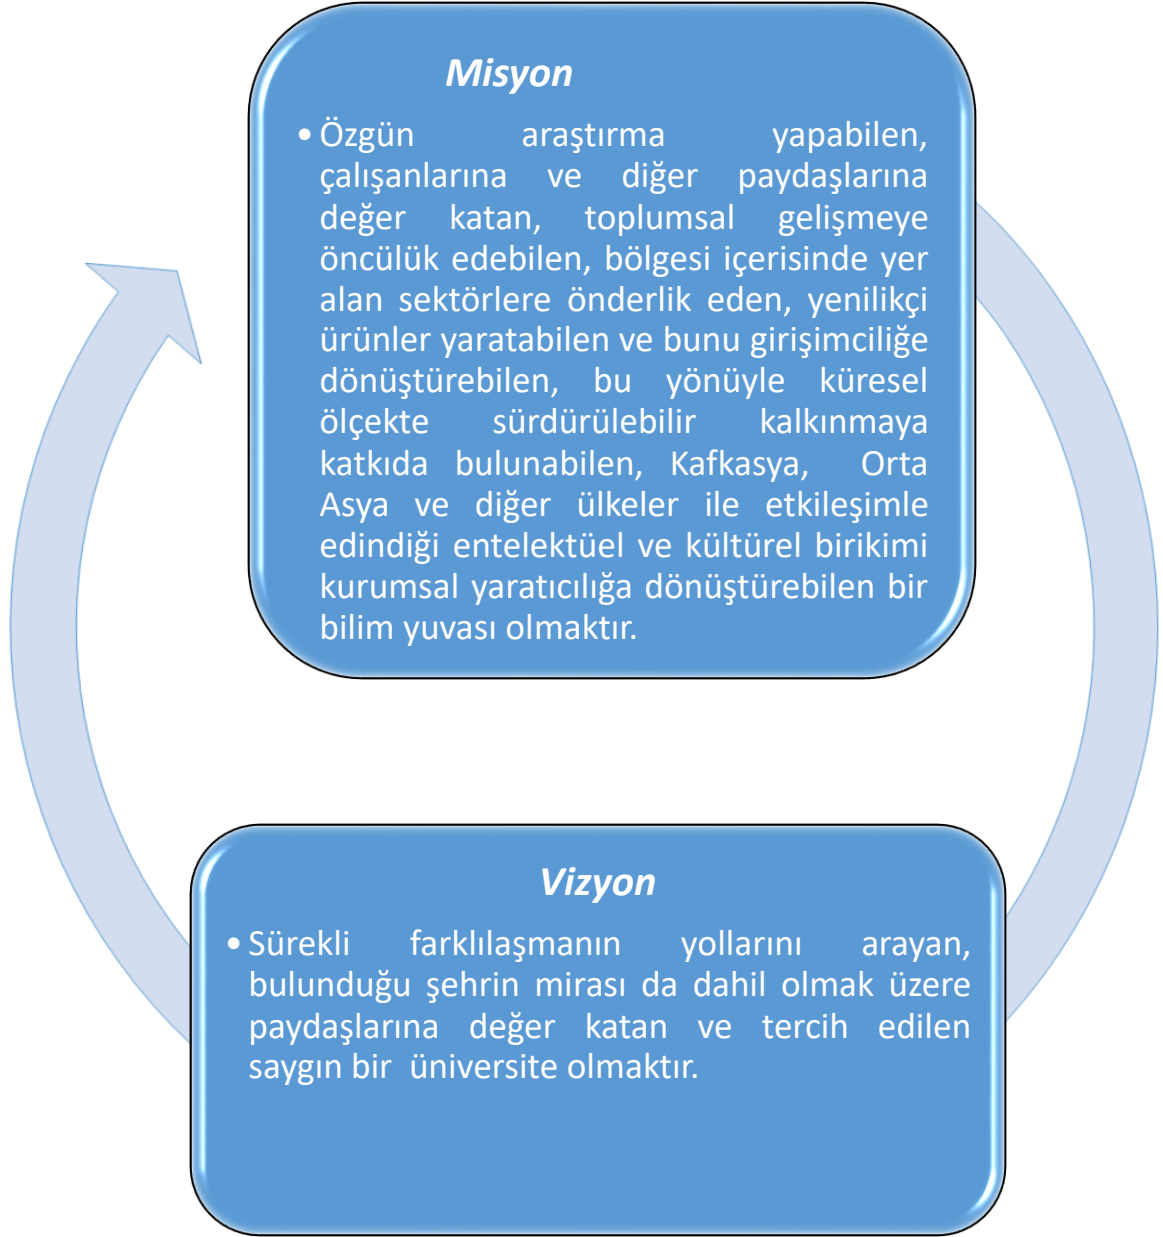 Misyon
• Özgün araştırma yapabilen,
çalışanlarına ve diğer paydaşlarına
değer katan, toplumsal gelişmeye
öncülük edebilen, bölgesi içerisinde yer
alan sektörlere önderlik eden, yenilikçi
ürünler yaratabilen ve bunu girişimciliğe
dönüştürebilen, bu yönüyle küresel
ölçekte sürdürülebilir kalkınmaya
katkıda bulunabilen, Kafkasya, Orta
Asya ve diğer ülkeler ile etkileşimle
edindiği entelektüel ve kültürel birikimi
kurumsal yaratıcılığa dönüştürebilen bir
bilim yuvası olmaktır.
Vizyon
• Sürekli farklılaşmanın yollarını arayan,
bulunduğu şehrin mirası da dahil olmak üzere
paydaşlarına değer katan ve tercih edilen
saygın bir üniversite olmaktır.